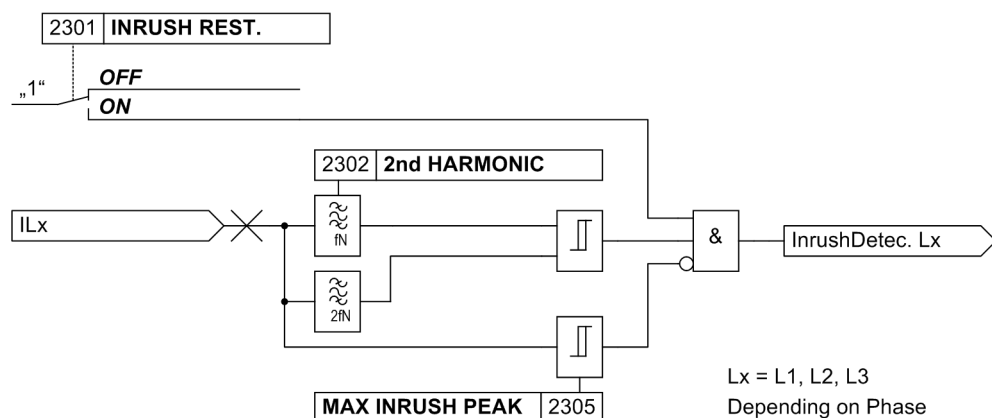 2301 INRUSH REST.
„1“
OFF
ON
2302 2nd HARMONIC
ILx
fN
&
InrushDetec. Lx
2fN
MAX INRUSH PEAK 2305
Lx = L1, L2, L3
Depending on Phase